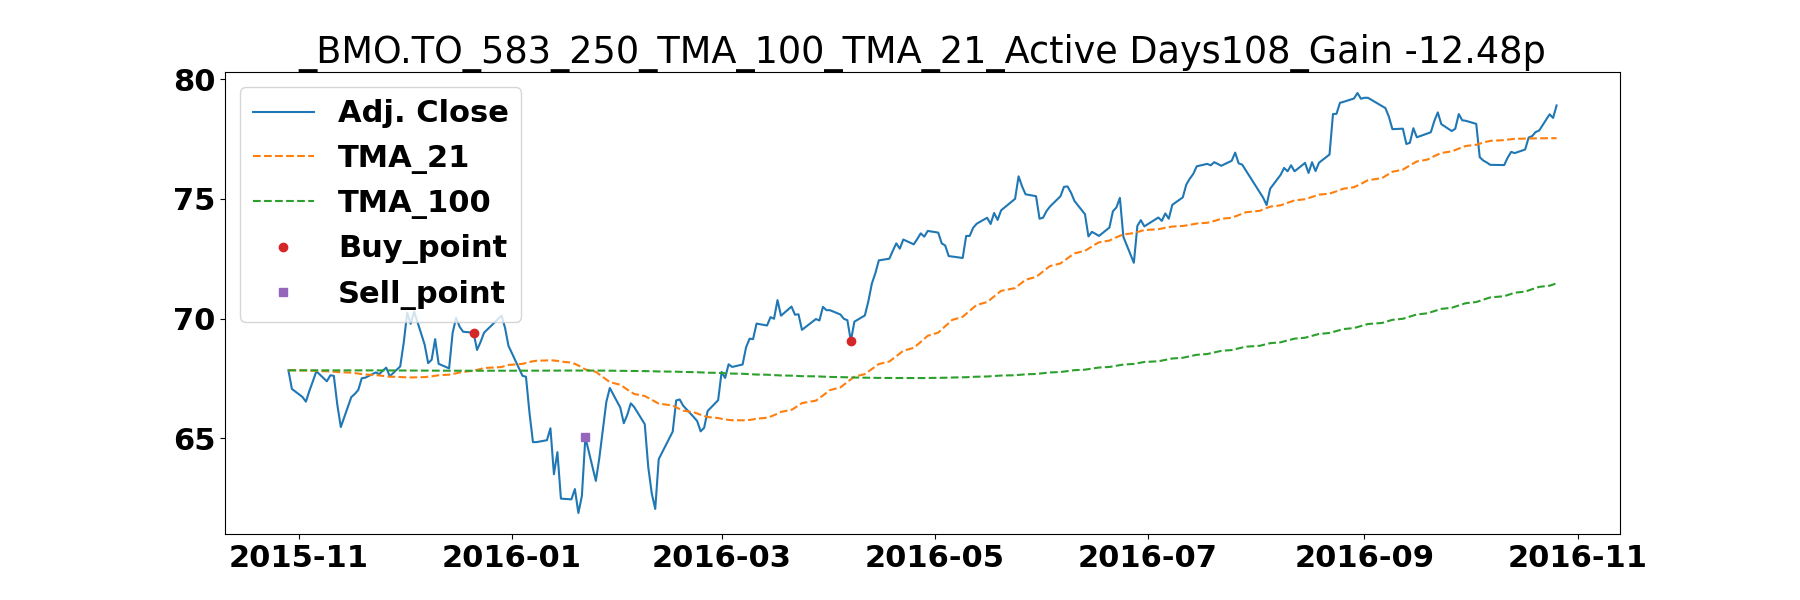 _BMO.TO_583_250_TMA_100_TMA_21_Active Days108_Gain -12.48p
80
75
70
65
Adj. Close
TMA_21
TMA_100
Buy_point
Sell_point
2015-11 2016-01 2016-03 2016-05 2016-07 2016-09 2016-11